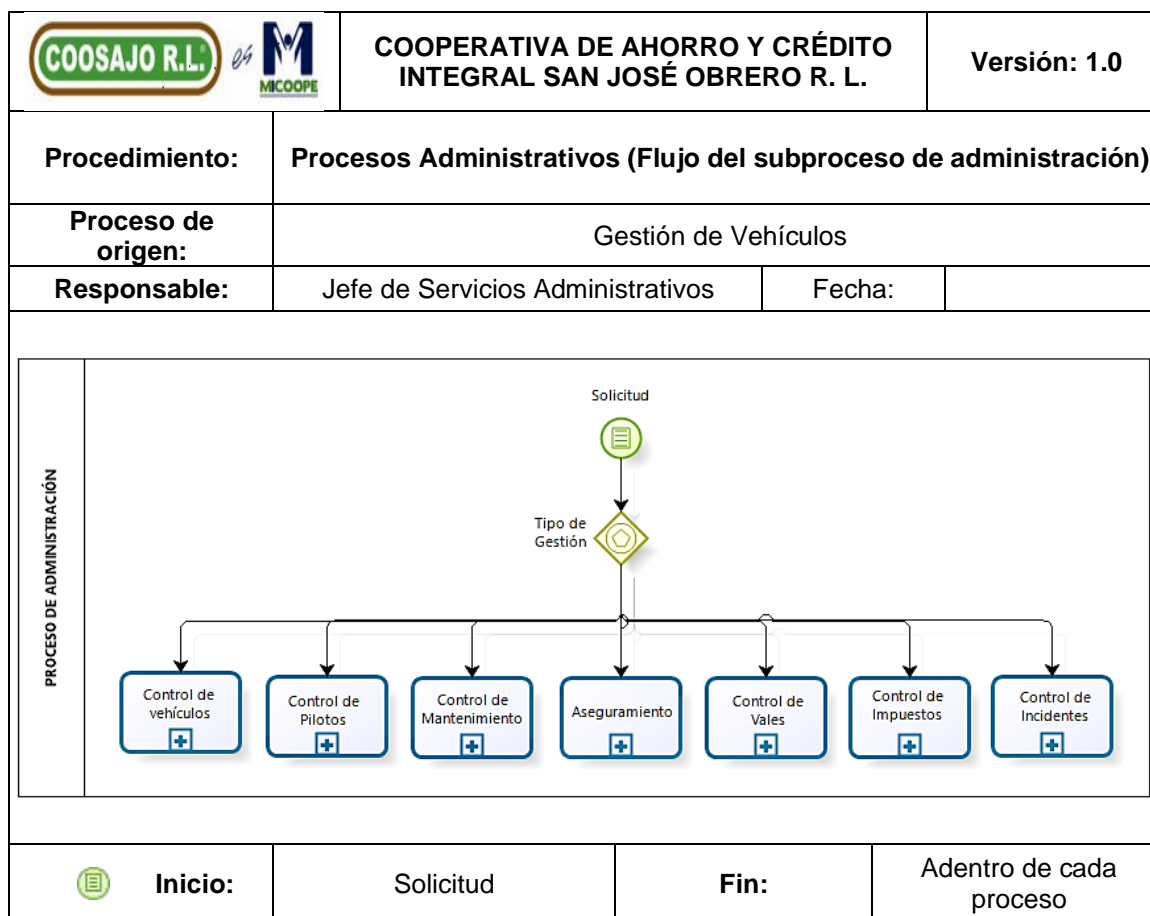 COOSAJO R.L. es MICOOPE
COOPERATIVA DE AHORRO Y CRÉDITO
INTEGRAL SAN JOSÉ OBRERO R. L.
Versión: 1.0
Procedimiento:
Procesos Administrativos (Flujo del subproceso de administración)
Proceso de
origen:
Gestión de Vehículos
Responsable:
Jefe de Servicios Administrativos
Fecha:
PROCESO DE ADMINISTRACIÓN
Solicitud
Tipo de
Gestión
Control de
vehículos
Control de
Pilotos
Control de
Mantenimiento
Aseguramiento
Control de
Vales
Control de
Impuestos
Control de
Incidentes
Inicio:
Solicitud
Fin:
Adentro de cada
proceso